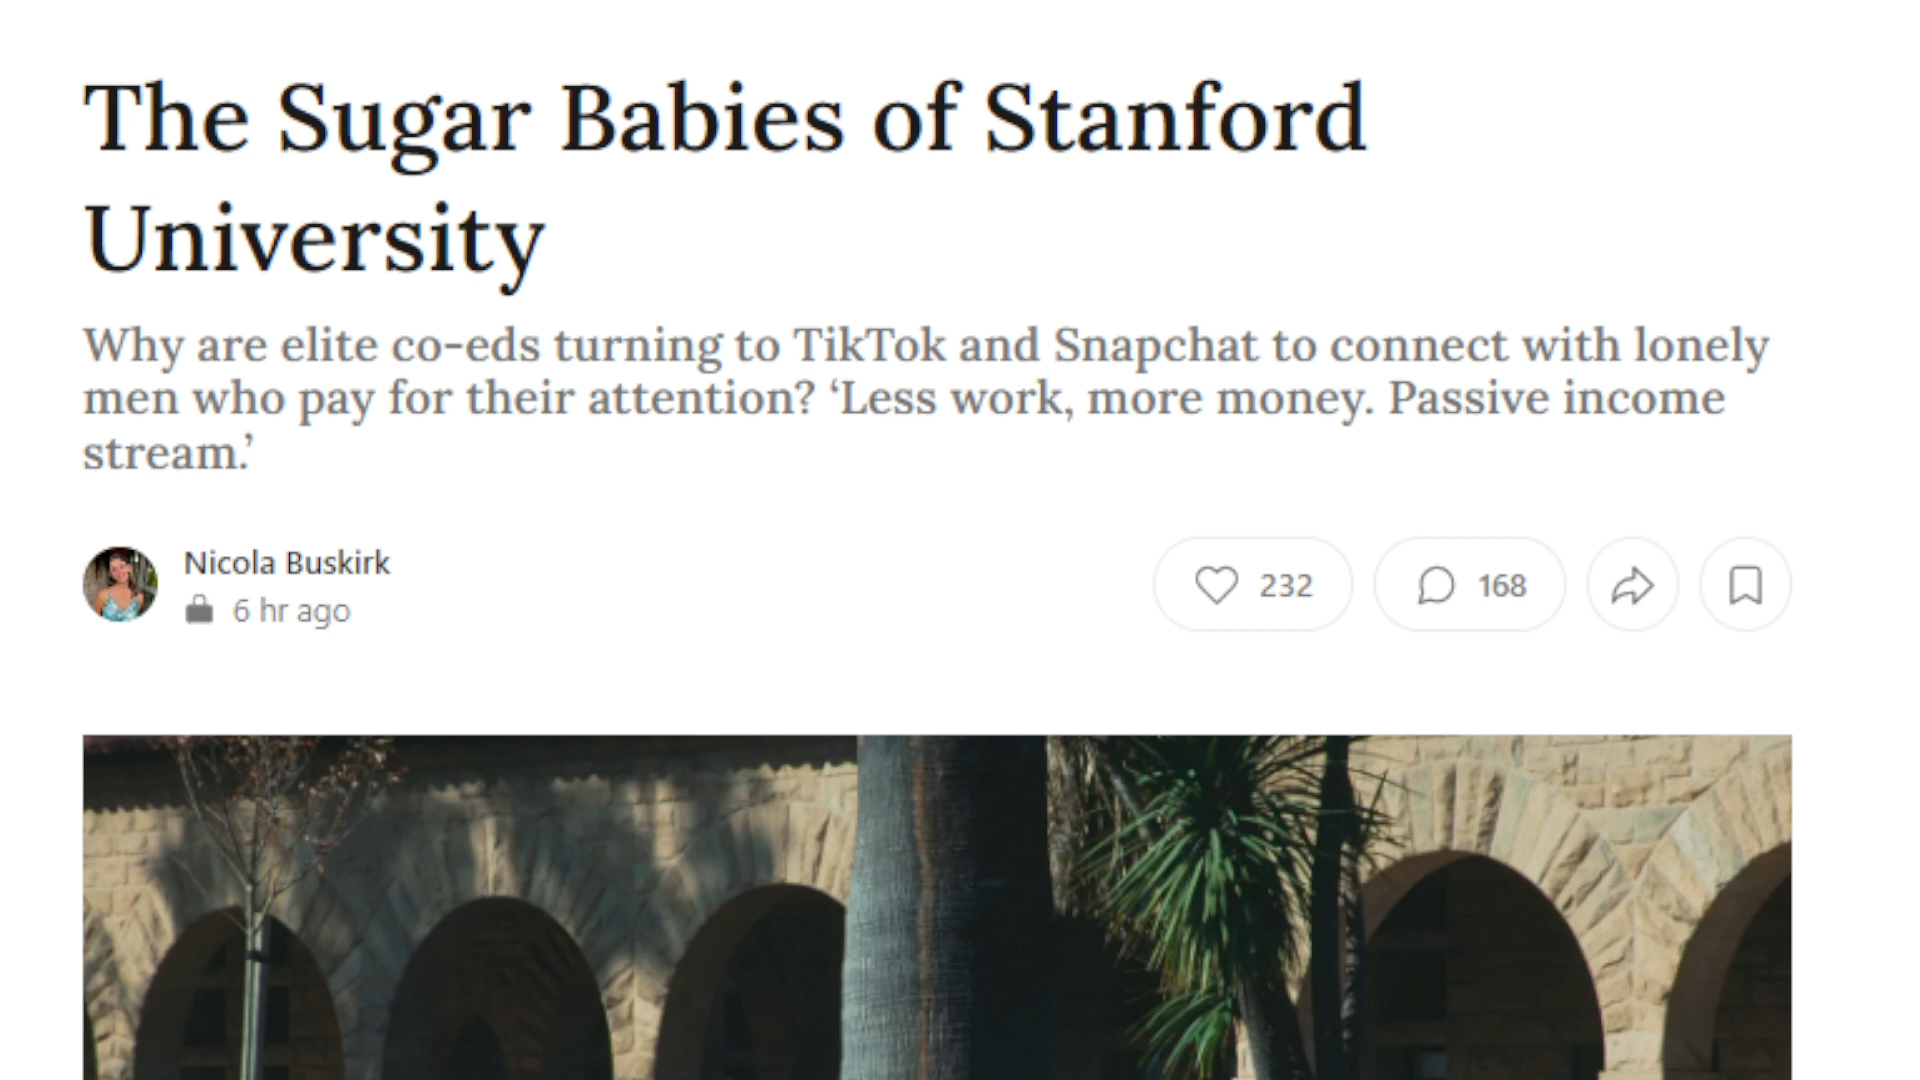 The Sugar Babies of Stanford
University
Why are elite co-eds turning to TikTok and Snapchat to connect with lonely
men who pay for their attention? ‘Less work, more money. Passive income
stream.’
Nicola Buskirk
6 hr ago
232
168